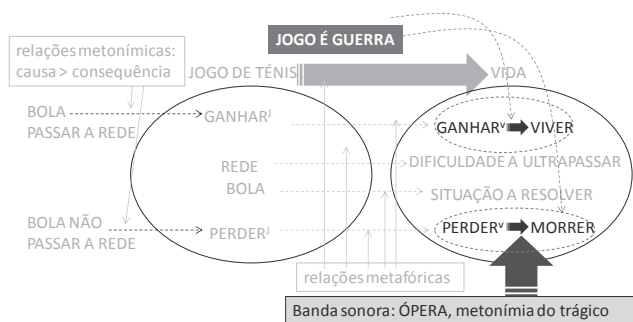 JOGO É GUERRA
relações metonímicas:
causa > consequência
JOGO DE TÉNIS
VIDA
BOLA
PASSAR A REDE
GANHARᴶ
GANHARⱽ VIVER
REDE
DIFICULDADE A ULTRAPASSAR
BOLA
SITUAÇÃO A RESOLVER
BOLA NÃO
PASSAR A REDE
PERDERᴶ
PERDERⱽ MORRER
relações metafóricas
Banda sonora: ÓPERA, metonímia do trágico